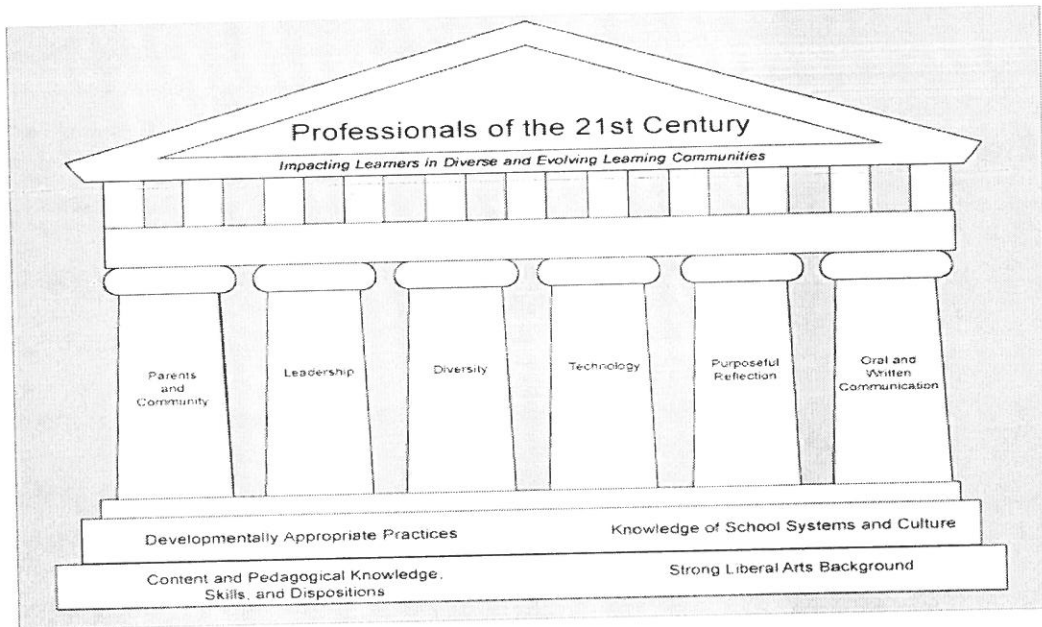 Professionals of the 21st Century
Impacting Learners in Diverse and Evolving Learning Communities
Parents
and
Community
Leadership
Diversity
Technology
Purposeful
Reflection
Oral and
Written
Communication
Developmentally Appropriate Practices
Knowledge of School Systems and Culture
Content and Pedagogical Knowledge,
Skills, and Dispositions
Strong Liberal Arts Background